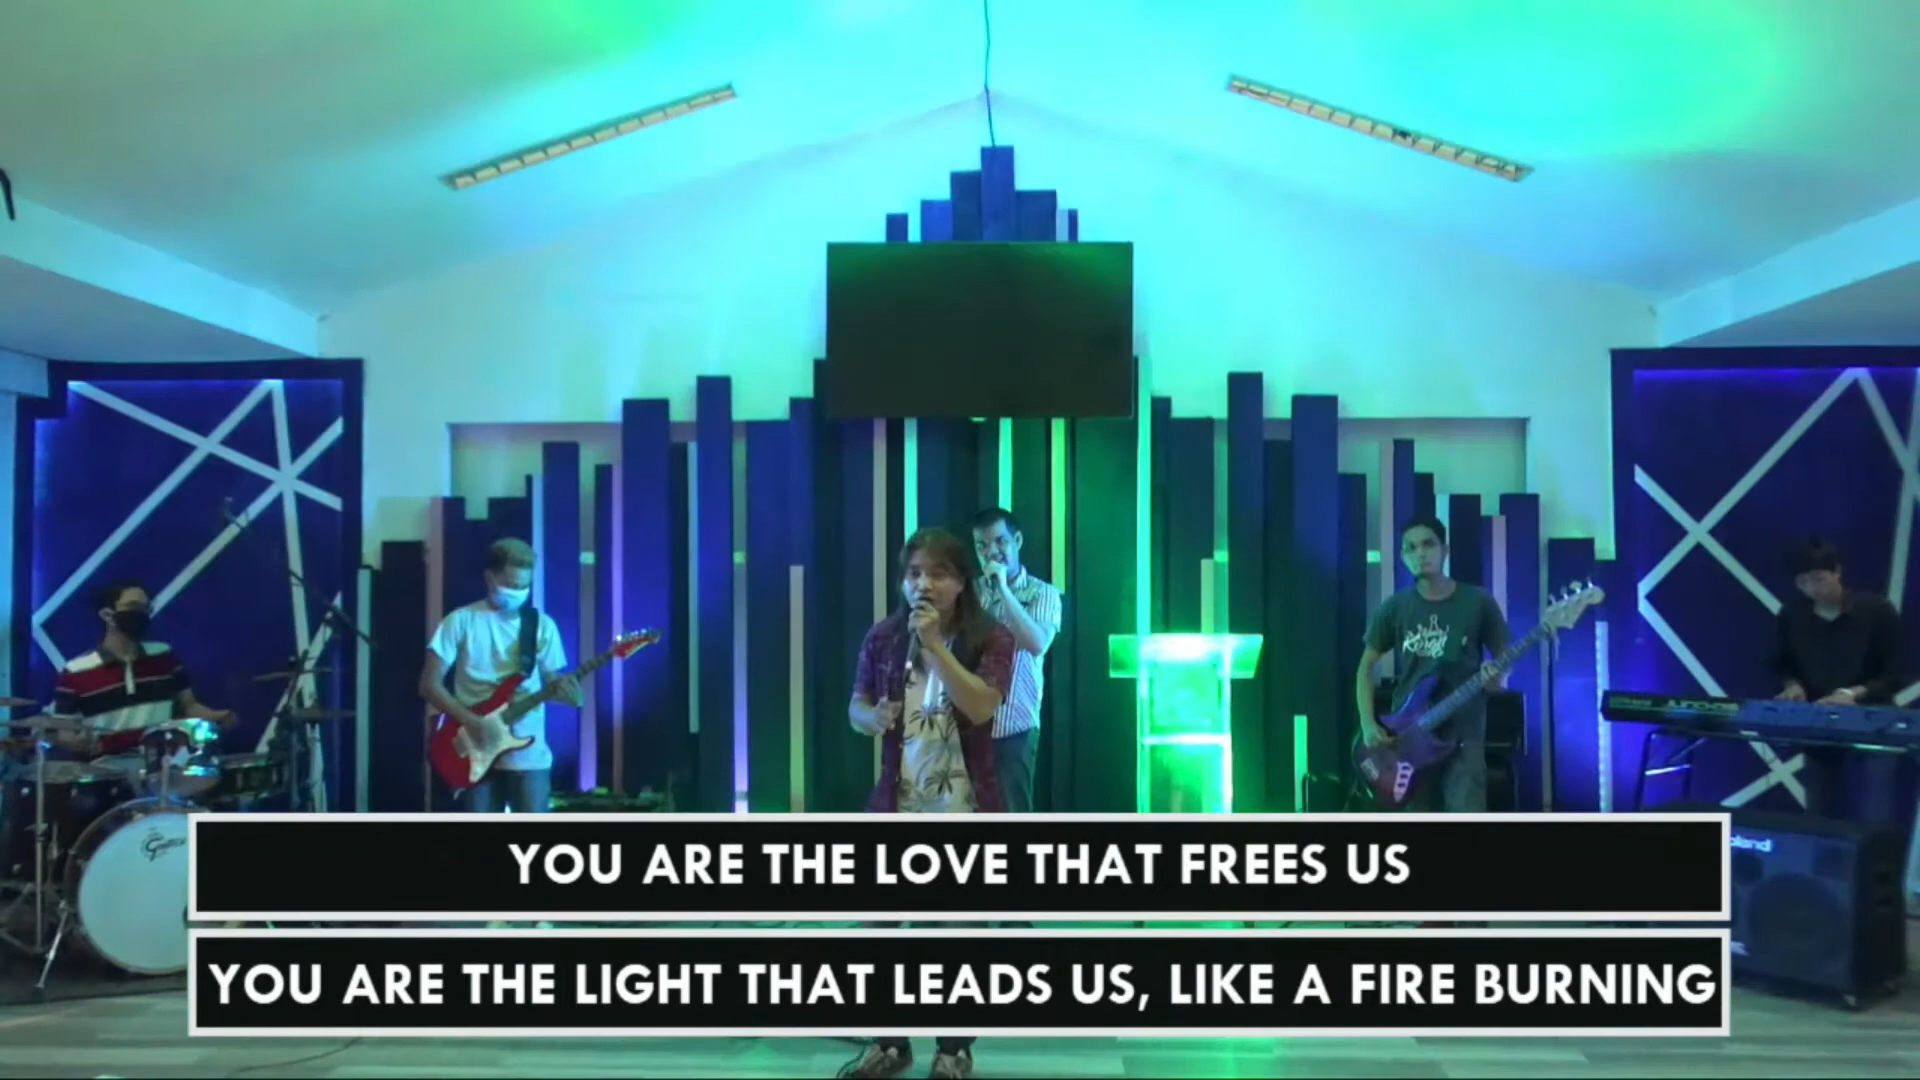 YOU ARE THE LOVE THAT FREES US
YOU ARE THE LIGHT THAT LEADS US, LIKE A FIRE BURNING